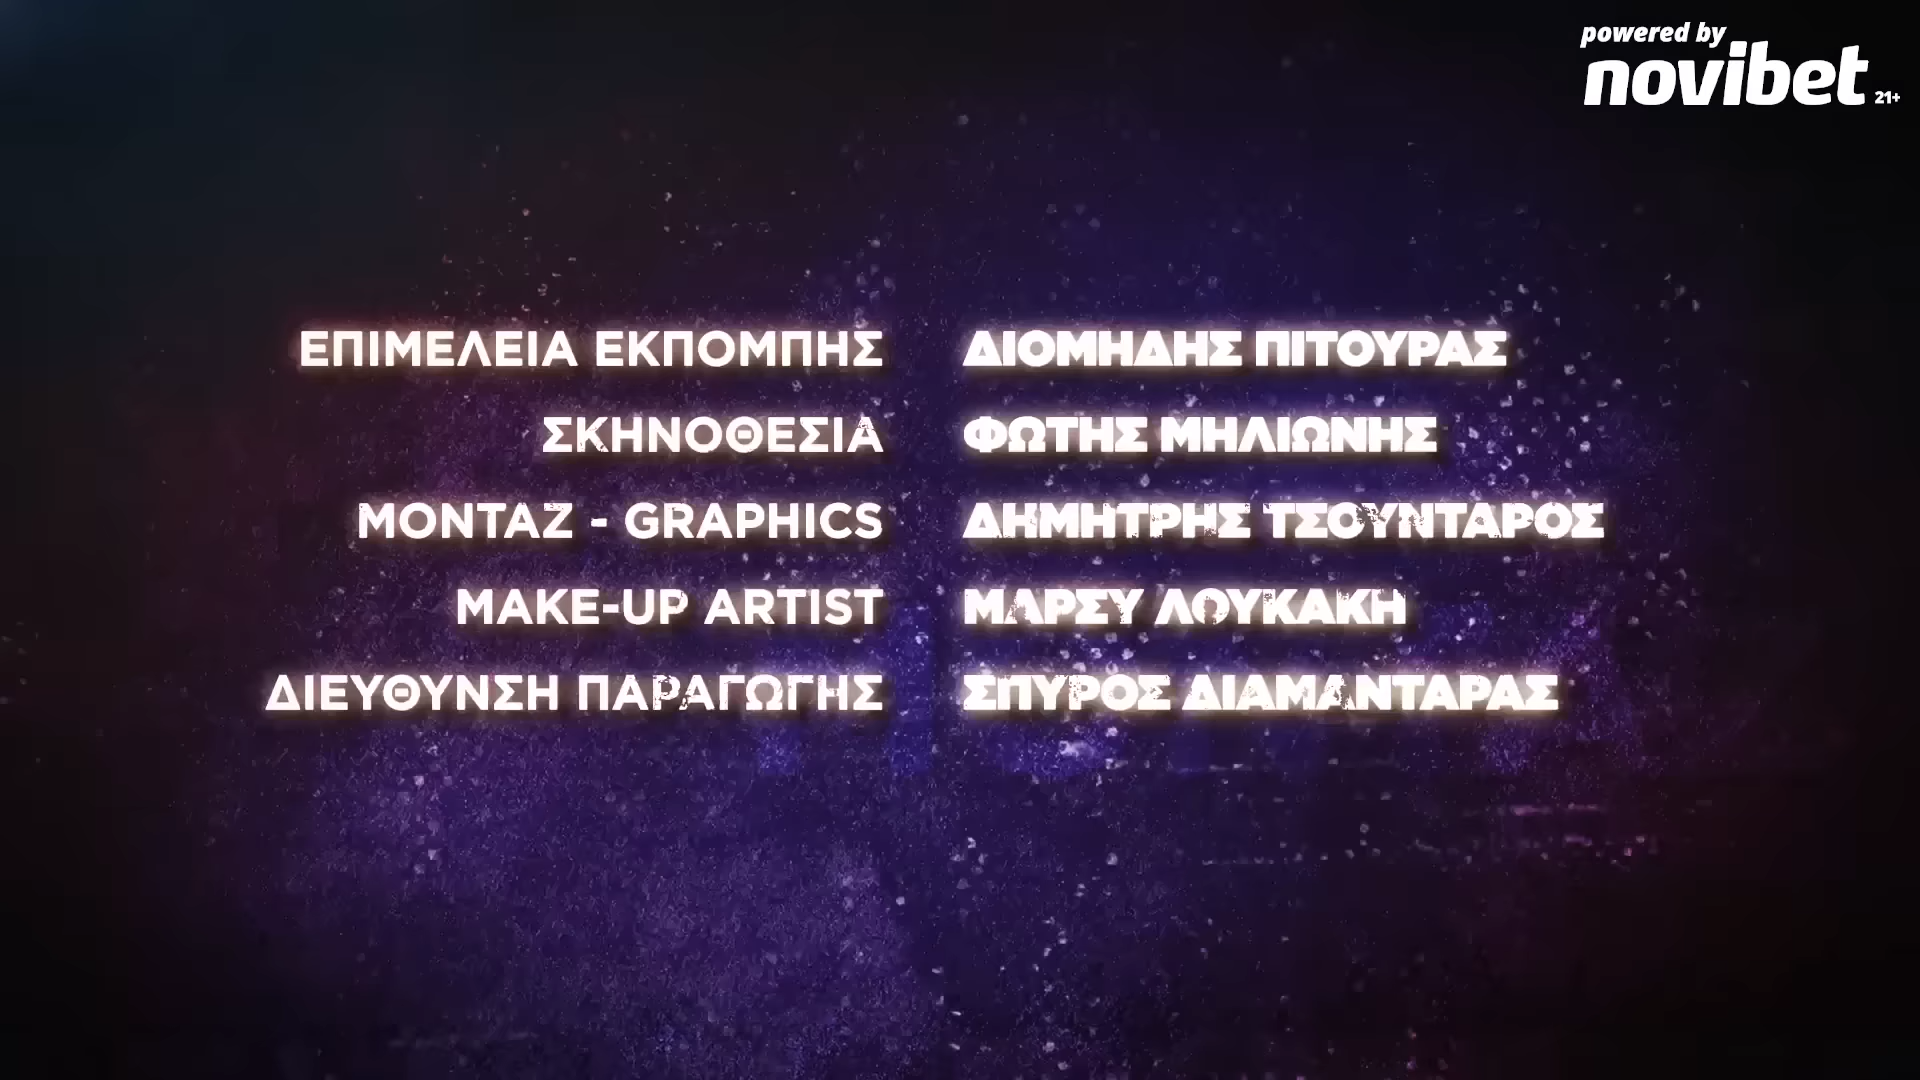 powered by
novibet 21+
ΕΠΙΜΕΛΕΙΑ ΕΚΠΟΜΠΗΣ ΔΙΟΜΗΔΗΣ ΠΙΤΟΥΡΑΣ
ΣΚΗΝΟΘΕΣΙΑ ΦΩΤΗΣ ΜΗΛΙΩΝΗΣ
ΜΟΝΤΑΖ - GRAPHICS ΔΗΜΗΤΡΗΣ ΤΣΟΥΝΤΑΡΟΣ
MAKE-UP ARTIST ΜΑΡΣΥ ΛΟΥΚΑΚΗ
ΔΙΕΥΘΥΝΣΗ ΠΑΡΑΓΩΓΗΣ ΣΠΥΡΟΣ ΔΙΑΜΑΝΤΑΡΑΣ